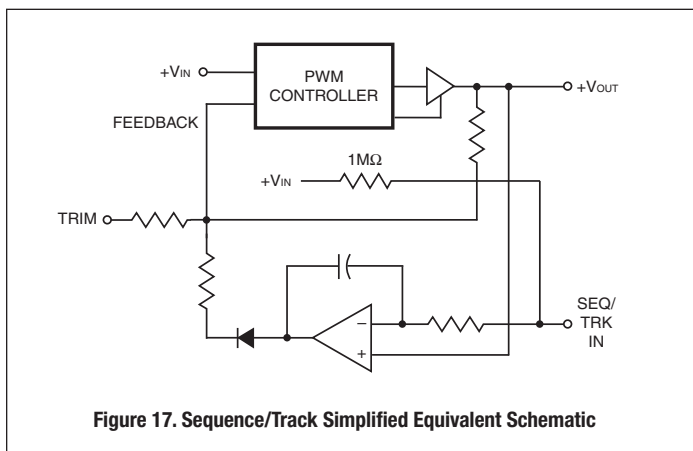 +VIN
PWM
CONTROLLER
+VOUT
FEEDBACK
1MΩ
+VIN
TRIM
SEQ/
TRK
IN
–
+
Figure 17. Sequence/Track Simplified Equivalent Schematic